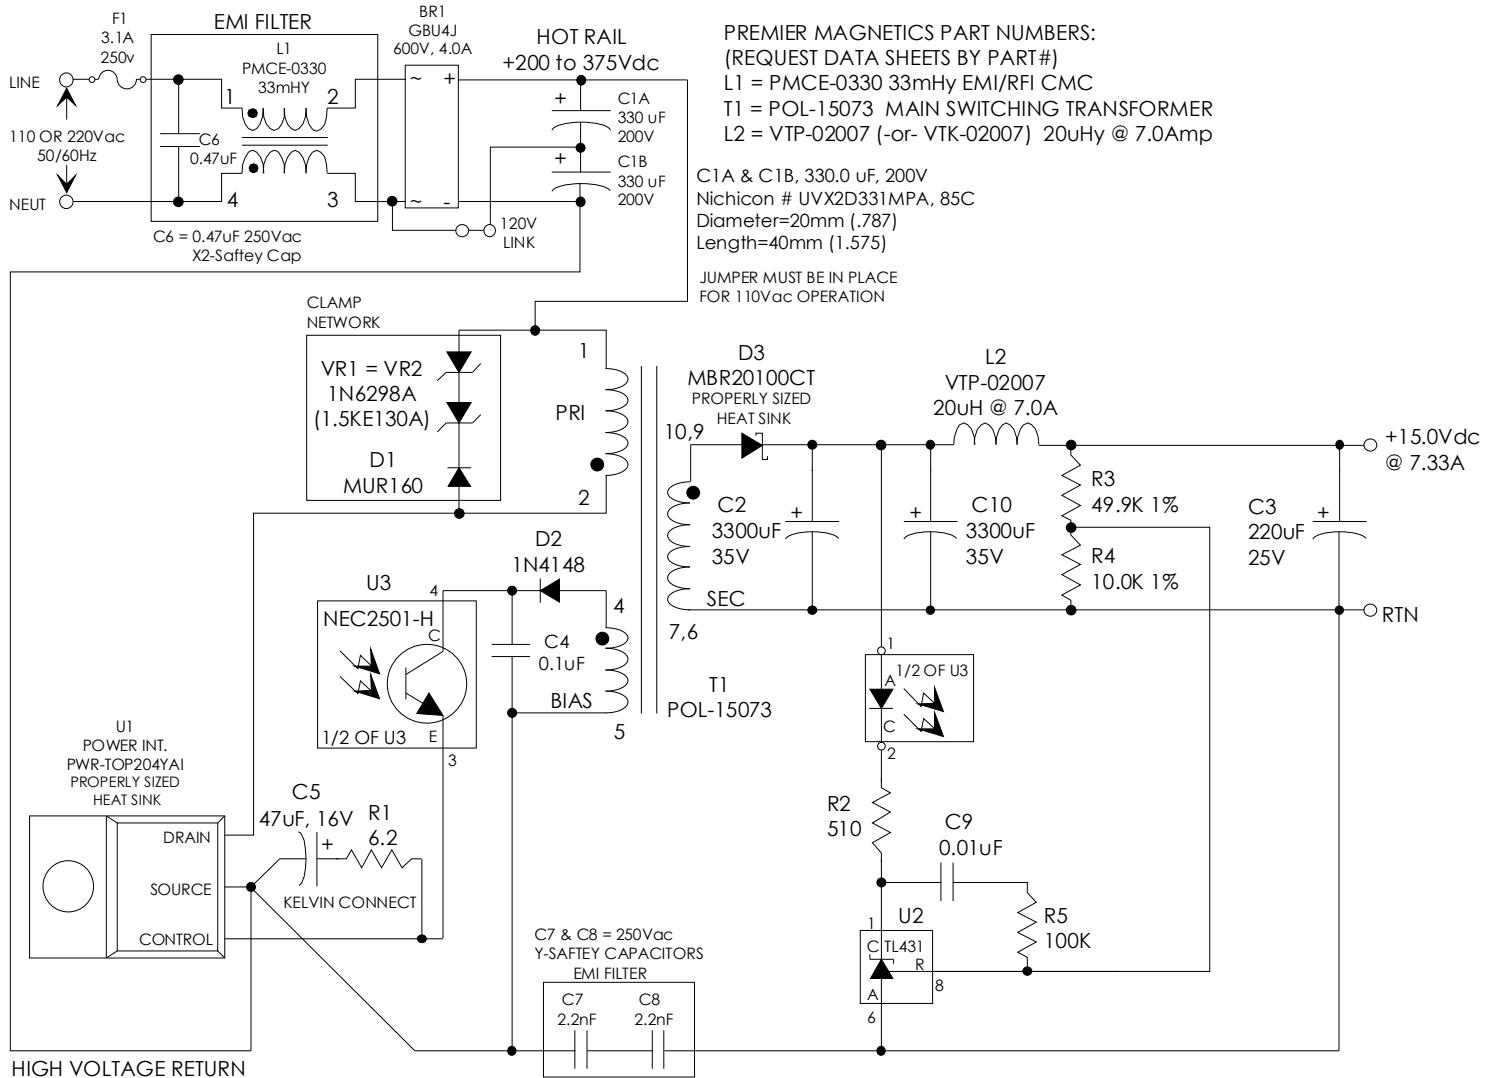 F1
3.1A
250v
EMI FILTER
L1
PMCE-0330
33mHY
BR1
GBU4J
600V, 4.0A
HOT RAIL
+200 to 375Vdc
PREMIER MAGNETICS PART NUMBERS:
(REQUEST DATA SHEETS BY PART#)
L1 = PMCE-0330 33mHy EMI/RFI CMC
T1 = POL-15073 MAIN SWITCHING TRANSFORMER
L2 = VTP-02007 (-or- VTK-02007) 20uHy @ 7.0Amp
LINE
1
2
~
+
+
C1A
330 uF
200V
110 OR 220Vac
50/60Hz
C6
0.47uF
+
C1B
330 uF
200V
C1A & C1B, 330.0 uF, 200V
Nichicon # UVX2D331MPA, 85C
Diameter=20mm (.787)
Length=40mm (1.575)
NEUT
4
3
~
-
120V
LINK
C6 = 0.47uF 250Vac
X2-Saftey Cap
JUMPER MUST BE IN PLACE
FOR 110Vac OPERATION
CLAMP
NETWORK
VR1 = VR2
1N6298A
(1.5KE130A)
D1
MUR160
1
PRI
2
D3
MBR20100CT
PROPERLY SIZED
HEAT SINK
L2
VTP-02007
20uH @ 7.0A
10,9
+15.0Vdc
@ 7.33A
C2
3300uF
35V
+
C10
3300uF
35V
+
R3
49.9K 1%
R4
10.0K 1%
C3
220uF
25V
+
SEC
7,6
RTN
D2
1N4148
U3
4
NEC2501-H
C
E
1/2 OF U3
3
C4
0.1uF
4
BIAS
5
T1
POL-15073
1
1/2 OF U3
A
C
2
U1
POWER INT.
PWR-TOP204YAI
PROPERLY SIZED
HEAT SINK
DRAIN
SOURCE
CONTROL
C5
47uF, 16V
+
R1
6.2
KELVIN CONNECT
R2
510
C9
0.01uF
R5
100K
1
U2
C
TL431
R
A
8
6
C7 & C8 = 250Vac
Y-SAFTEY CAPACITORS
EMI FILTER
C7
2.2nF
C8
2.2nF
HIGH VOLTAGE RETURN